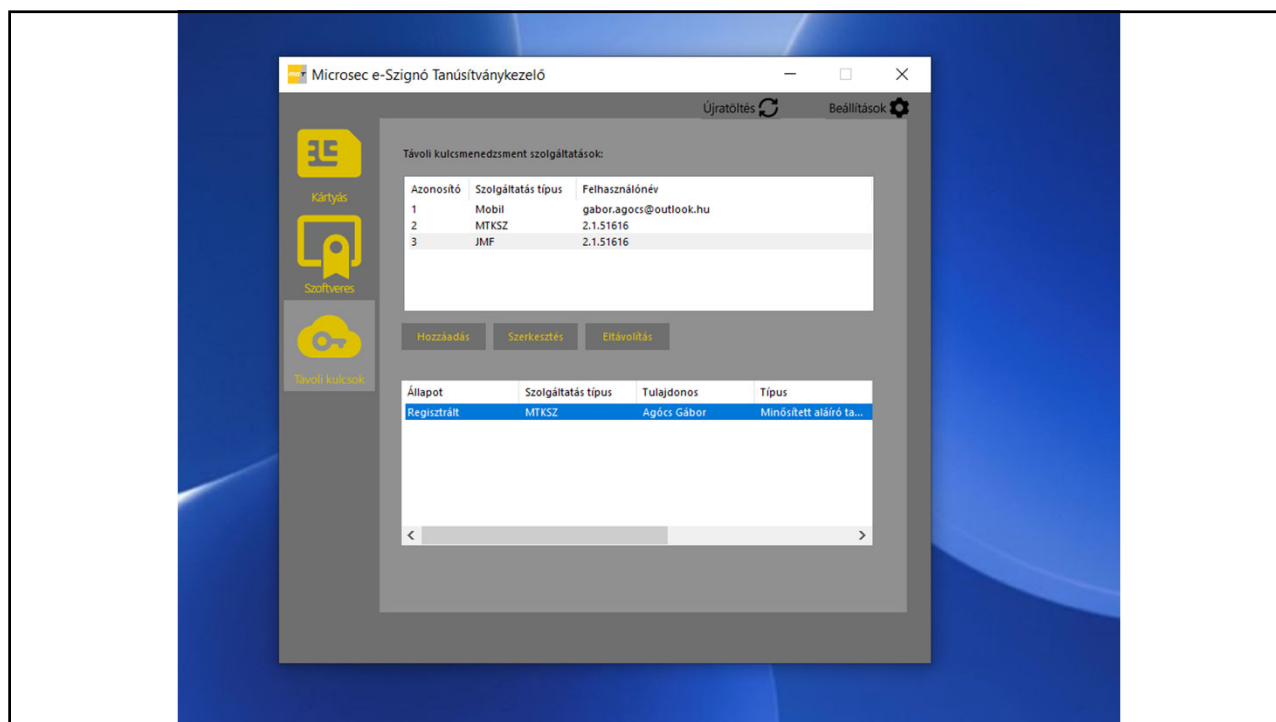 Microsec e-Szignó Tanúsítványkezelő
Újratöltés Beállítások
Kártyás
Szoftveres
Távoli kulcsok
Távoli kulcsmenedzsment szolgáltatások:
Azonosító Szolgáltatás típus Felhasználónév
1 Mobil gabor.agocs@outlook.hu
2 MTKSZ 2.1.51616
3 JMF 2.1.51616
Hozzáadás Szerkesztés Eltávolítás
Állapot Szolgáltatás típus Tulajdonos Típus
Regisztrált MTKSZ Agócs Gábor Minősített aláíró ta...